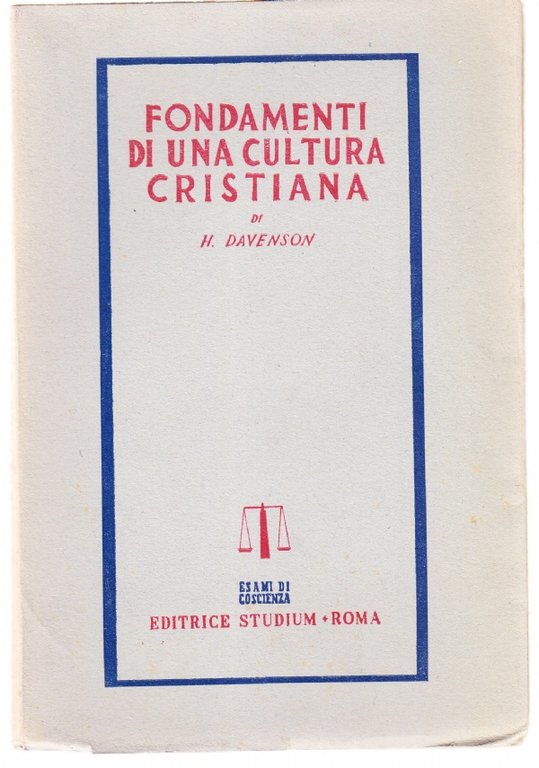 FONDAMENTI
DI UNA CULTURA
CRISTIANA
DI
H. DAVENSON
ESAMI DI
COSCIENZA
EDITRICE STUDIUM + ROMA